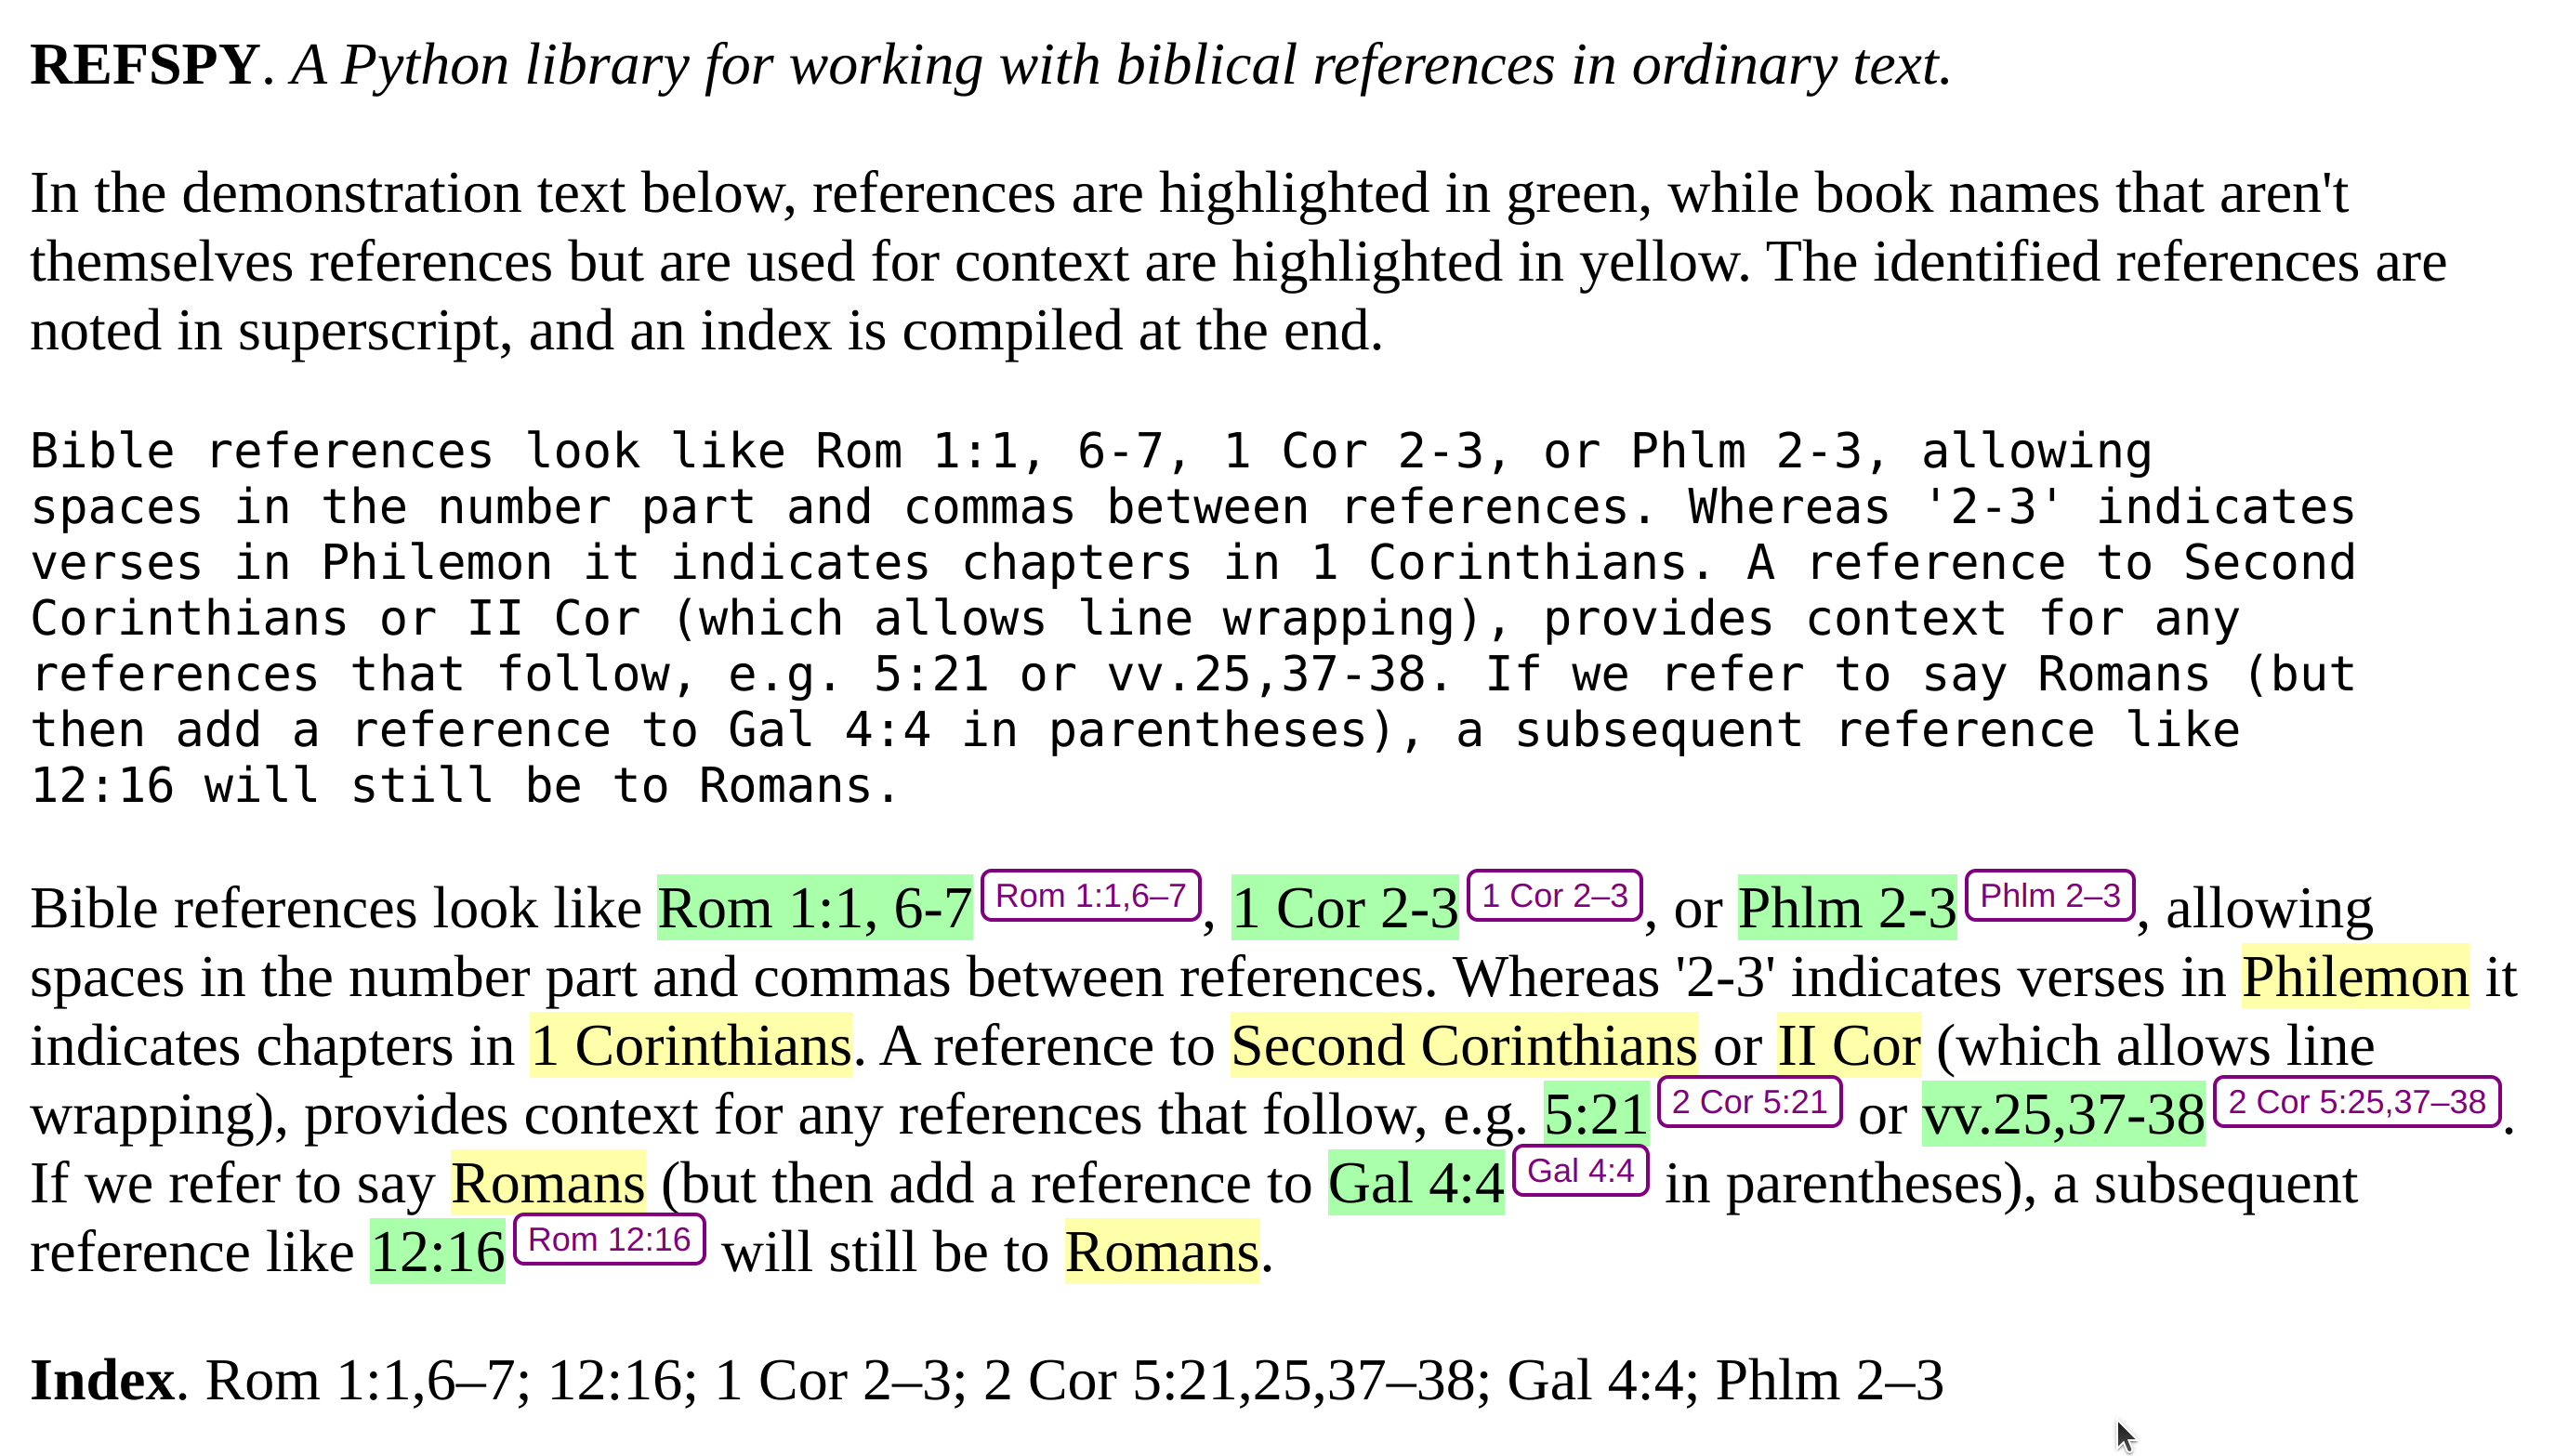 REFSPY. A Python library for working with biblical references in ordinary text.
In the demonstration text below, references are highlighted in green, while book names that aren't
themselves references but are used for context are highlighted in yellow. The identified references are
noted in superscript, and an index is compiled at the end.
Bible references look like Rom 1:1, 6-7, 1 Cor 2-3, or Phlm 2-3, allowing
spaces in the number part and commas between references. Whereas '2-3' indicates
verses in Philemon it indicates chapters in 1 Corinthians. A reference to Second
Corinthians or II Cor (which allows line wrapping), provides context for any
references that follow, e.g. 5:21 or vv.25,37-38. If we refer to say Romans (but
then add a reference to Gal 4:4 in parentheses), a subsequent reference like
12:16 will still be to Romans.
Bible references look like Rom 1:1, 6-7 Rom 1:1,6–7, 1 Cor 2-3 1 Cor 2–3, or Phlm 2-3 Phlm 2–3, allowing
spaces in the number part and commas between references. Whereas '2-3' indicates verses in Philemon it
indicates chapters in 1 Corinthians. A reference to Second Corinthians or II Cor (which allows line
wrapping), provides context for any references that follow, e.g. 5:21 2 Cor 5:21 or vv.25,37-38 2 Cor 5:25,37–38.
If we refer to say Romans (but then add a reference to Gal 4:4 Gal 4:4 in parentheses), a subsequent
reference like 12:16 Rom 12:16 will still be to Romans.
Index. Rom 1:1,6–7; 12:16; 1 Cor 2–3; 2 Cor 5:21,25,37–38; Gal 4:4; Phlm 2–3